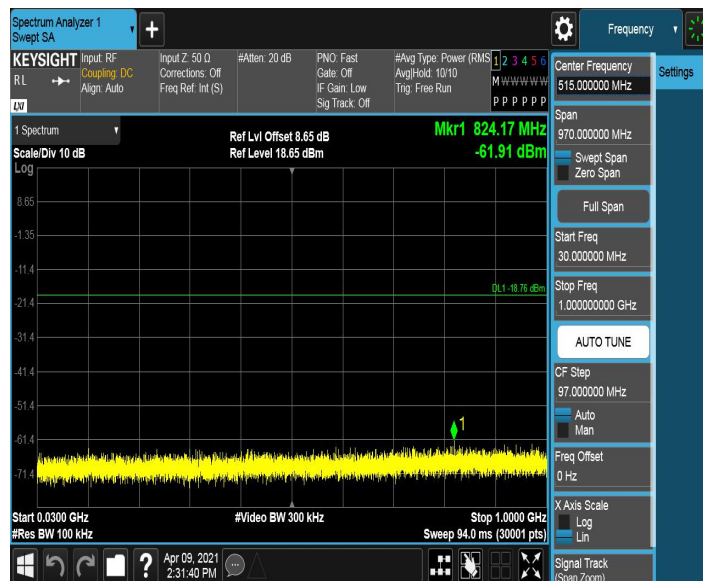 Spectrum Analyzer 1
Swept SA
+
Frequency
KEYSIGHT
RL
LXI
Input: RF
Coupling: DC
Align: Auto
Input Z: 50 Ω
Corrections: Off
Freq Ref: Int (S)
#Atten: 20 dB
PNO: Fast
Gate: Off
IF Gain: Low
Sig Track: Off
#Avg Type: Power (RMS
Avg|Hold: 10/10
Trig: Free Run
1 2 3 4 5 6
M W W W W W
P P P P P P
Center Frequency
515.000000 MHz
Settings
Span
970.000000 MHz
Swept Span
Zero Span
Full Span
Start Freq
30.000000 MHz
Stop Freq
1.000000000 GHz
AUTO TUNE
CF Step
97.000000 MHz
Auto
Man
Freq Offset
0 Hz
X Axis Scale
Log
Lin
Signal Track
(Span Zoom)
1 Spectrum
Scale/Div 10 dB
Log
Ref Lvl Offset 8.65 dB
Ref Level 18.65 dBm
Mkr1 824.17 MHz
-61.91 dBm
8.65
-1.35
-11.4
-21.4
-31.4
-41.4
-51.4
-61.4
-71.4
DL1 -18.76 dBm
1
Start 0.0300 GHz
#Res BW 100 kHz
#Video BW 300 kHz
Stop 1.0000 GHz
Sweep 94.0 ms (30001 pts)
?
Apr 09, 2021
2:31:40 PM